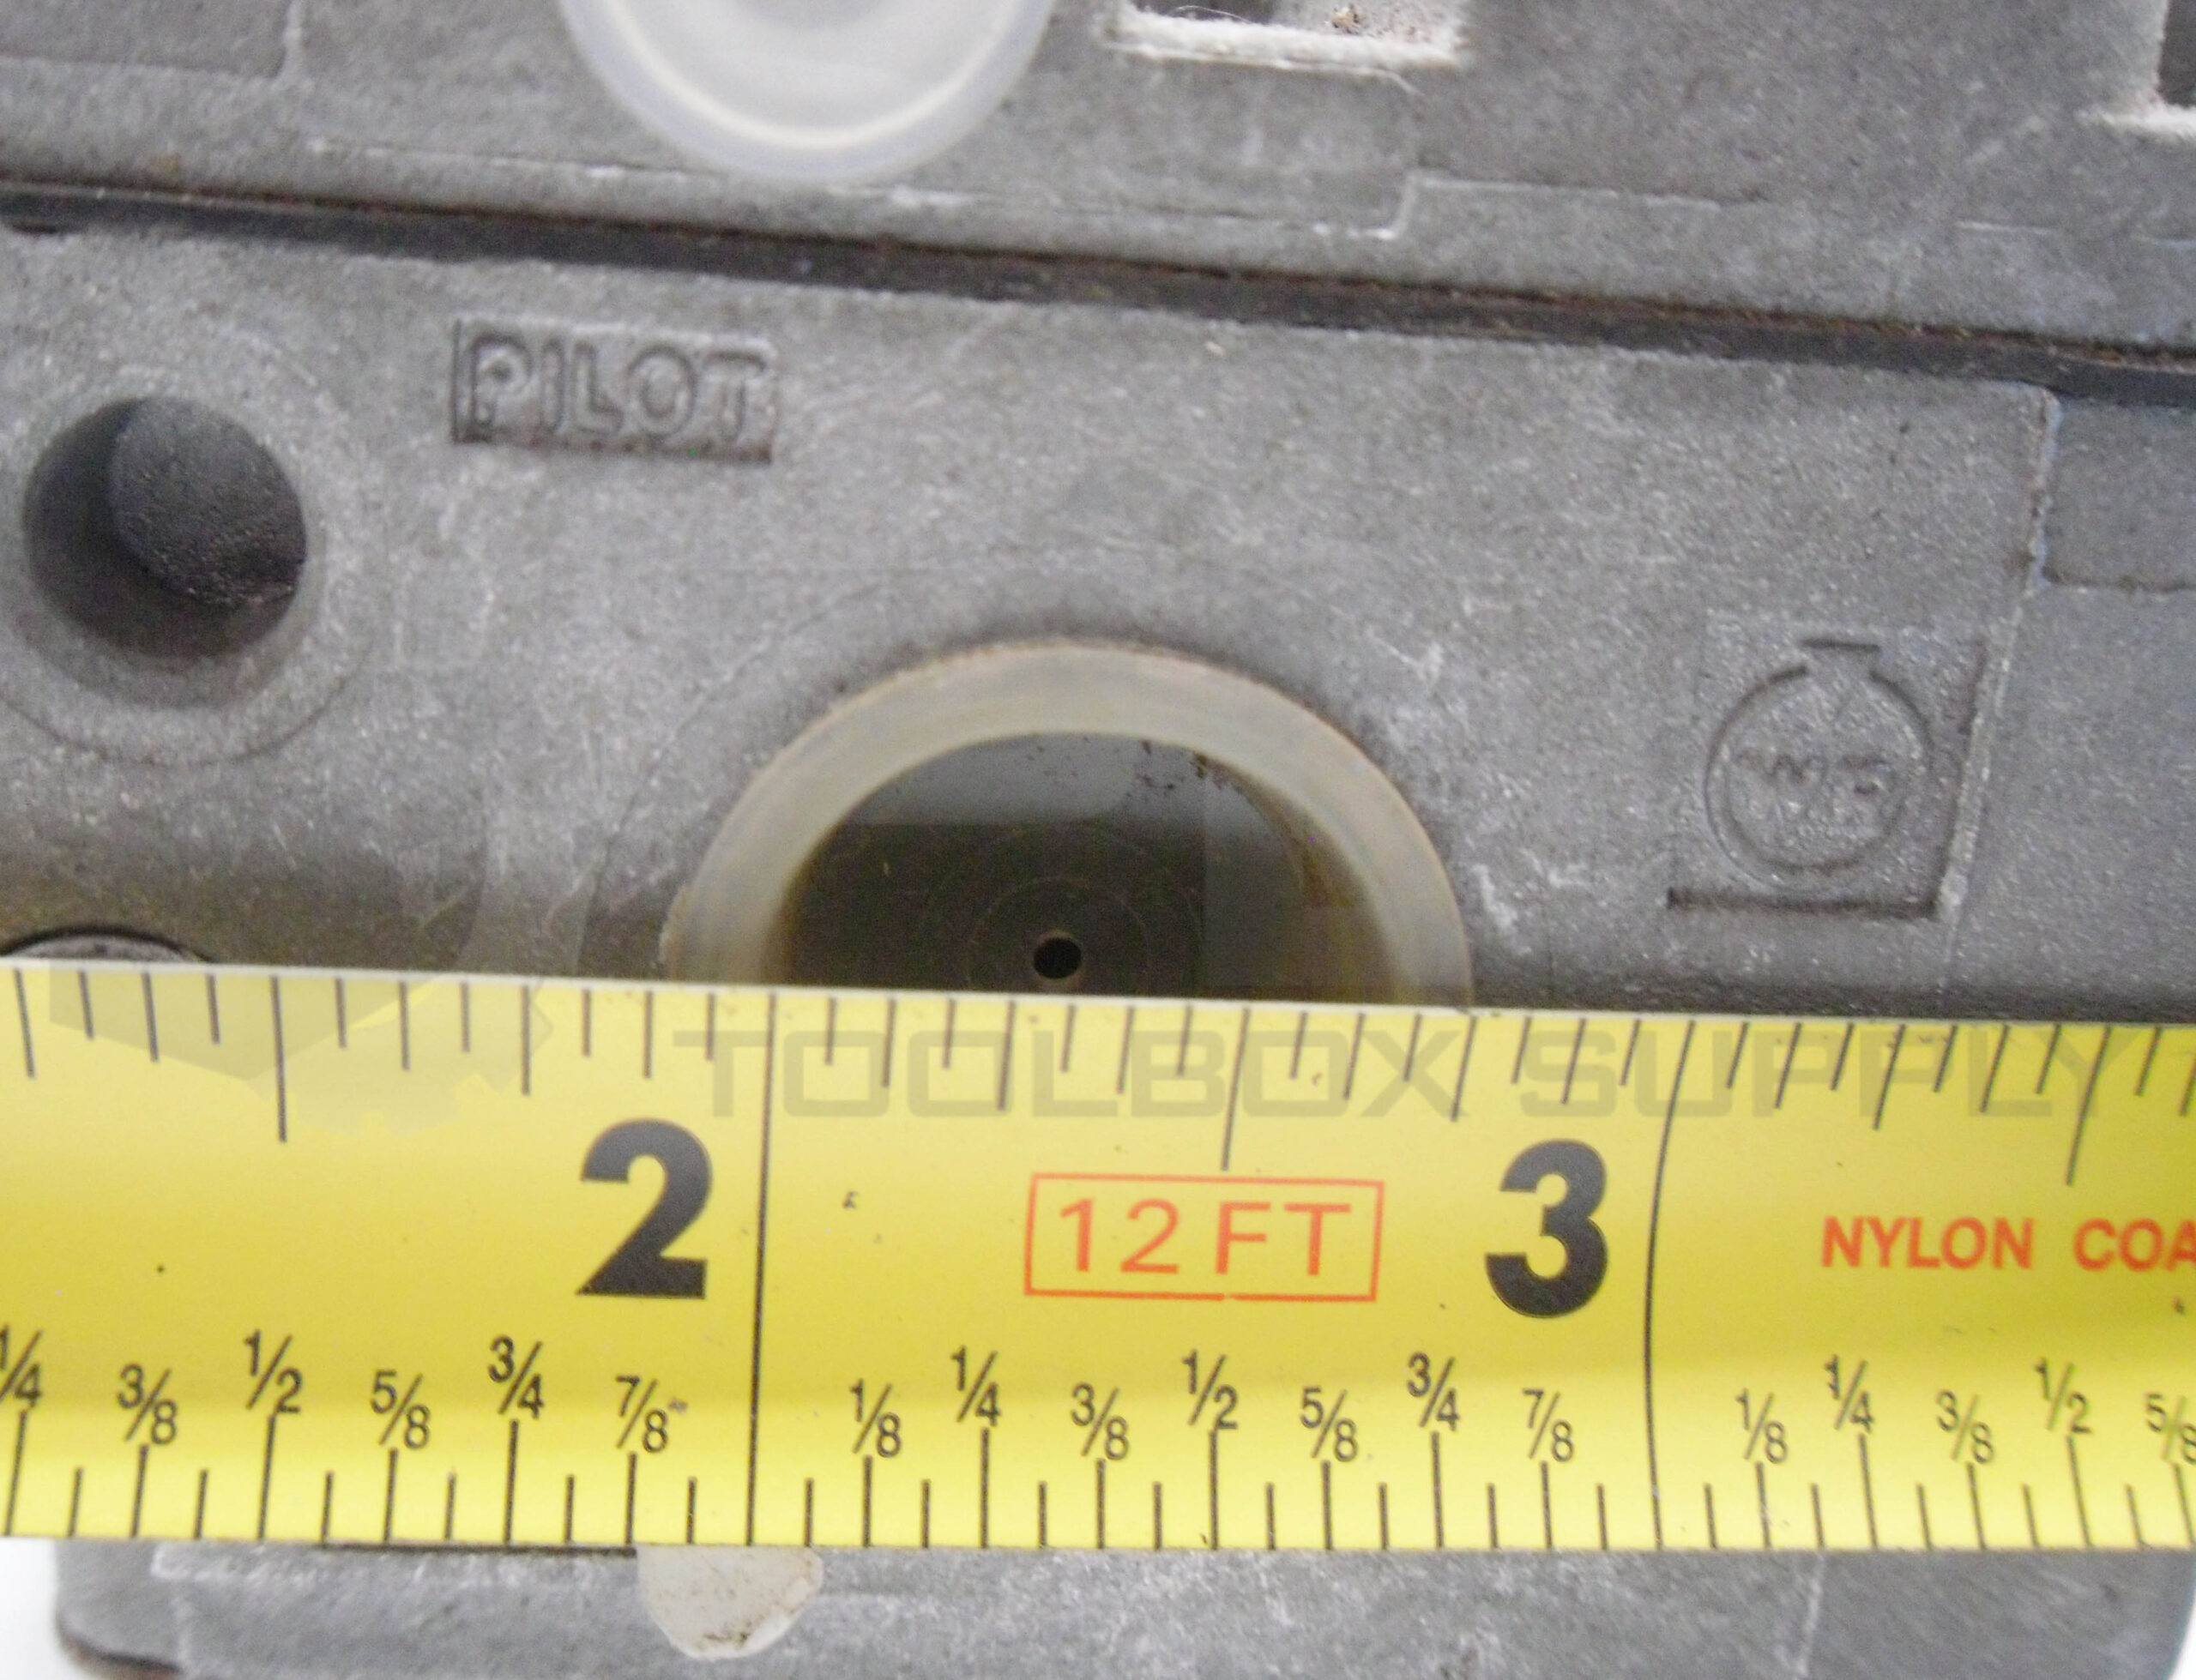 PILOT
TOOLBOX SUPPLY
2 12 FT 3 NYLON COA
1/4 3/8 1/2 5/8 3/4 7/8 1/8 1/4 3/8 1/2 5/8 3/4 7/8 1/8 1/4 3/8 1/2 5/8